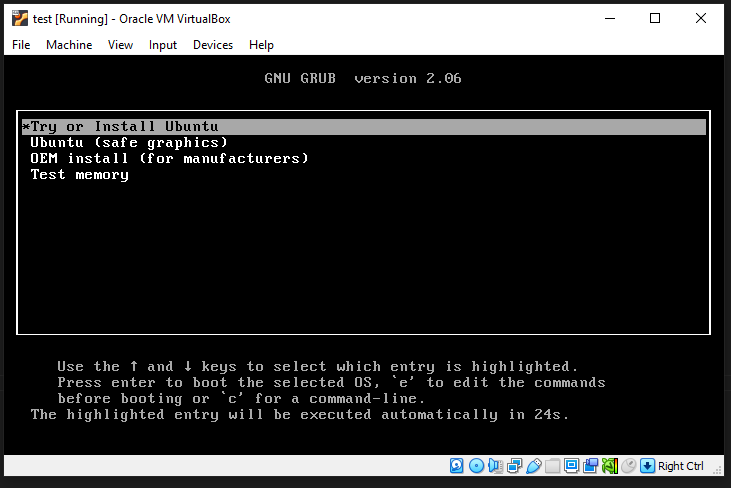 test [Running] - Oracle VM VirtualBox
File Machine View Input Devices Help
GNU GRUB version 2.06
*Try or Install Ubuntu
Ubuntu (safe graphics)
OEM install (for manufacturers)
Test memory
Use the ↑ and ↓ keys to select which entry is highlighted.
Press enter to boot the selected OS, `e' to edit the commands
before booting or `c' for a command-line.
The highlighted entry will be executed automatically in 24s.
Right Ctrl